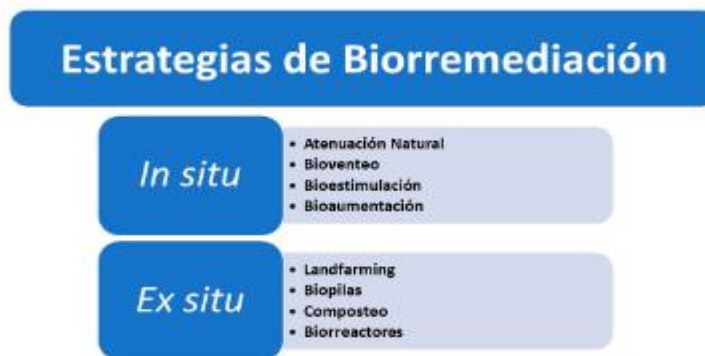 Estrategias de Biorremediación
In situ
• Atenuación Natural
• Bioventeo
• Bioestimulación
• Bioaumentación
Ex situ
• Landfarming
• Biopilas
• Composteo
• Biorreactores